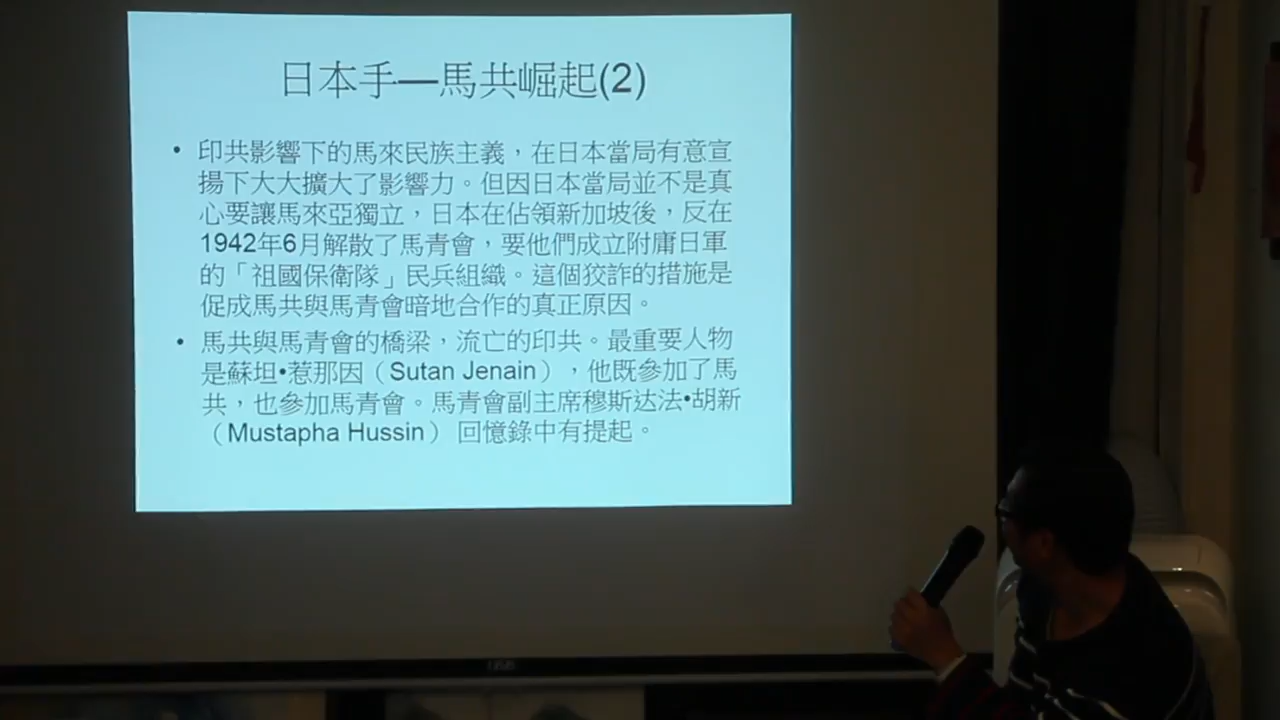 日本手—馬共崛起(2)
• 印共影響下的馬來民族主義，在日本當局有意宣
揚下大大擴大了影響力。但因日本當局並不是真
心要讓馬來亞獨立，日本在佔領新加坡後，反在
1942年6月解散了馬青會，要他們成立附庸日軍
的「祖國保衛隊」民兵組織。這個狡詐的措施是
促成馬共與馬青會暗地合作的真正原因。
• 馬共與馬青會的橋梁，流亡的印共。最重要人物
是蘇坦•惹那因（Sutan Jenain），他既參加了馬
共，也參加馬青會。馬青會副主席穆斯达法•胡新
（Mustapha Hussin） 回憶錄中有提起。